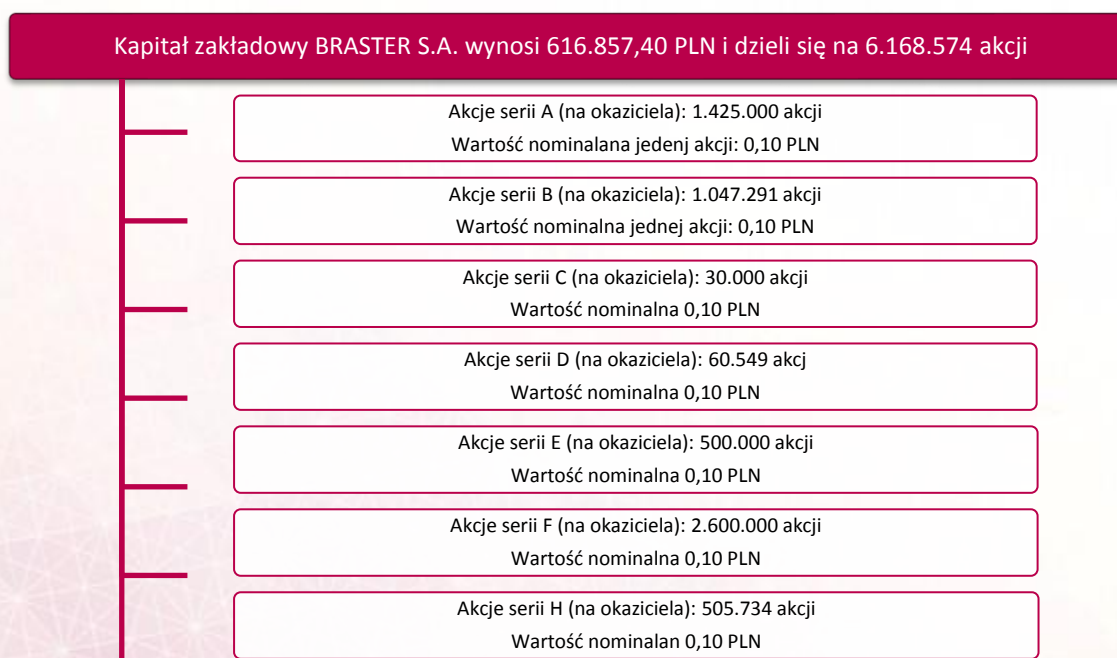 Kapitał zakładowy BRASTER S.A. wynosi 616.857,40 PLN i dzieli się na 6.168.574 akcji
Akcje serii A (na okaziciela): 1.425.000 akcji
Wartość nominalana jedenj akcji: 0,10 PLN
Akcje serii B (na okaziciela): 1.047.291 akcji
Wartość nominalna jednej akcji: 0,10 PLN
Akcje serii C (na okaziciela): 30.000 akcji
Wartość nominalna 0,10 PLN
Akcje serii D (na okaziciela): 60.549 akcj
Wartość nominalna 0,10 PLN
Akcje serii E (na okaziciela): 500.000 akcji
Wartość nominalna 0,10 PLN
Akcje serii F (na okaziciela): 2.600.000 akcji
Wartość nominalna 0,10 PLN
Akcje serii H (na okaziciela): 505.734 akcji
Wartość nominalan 0,10 PLN